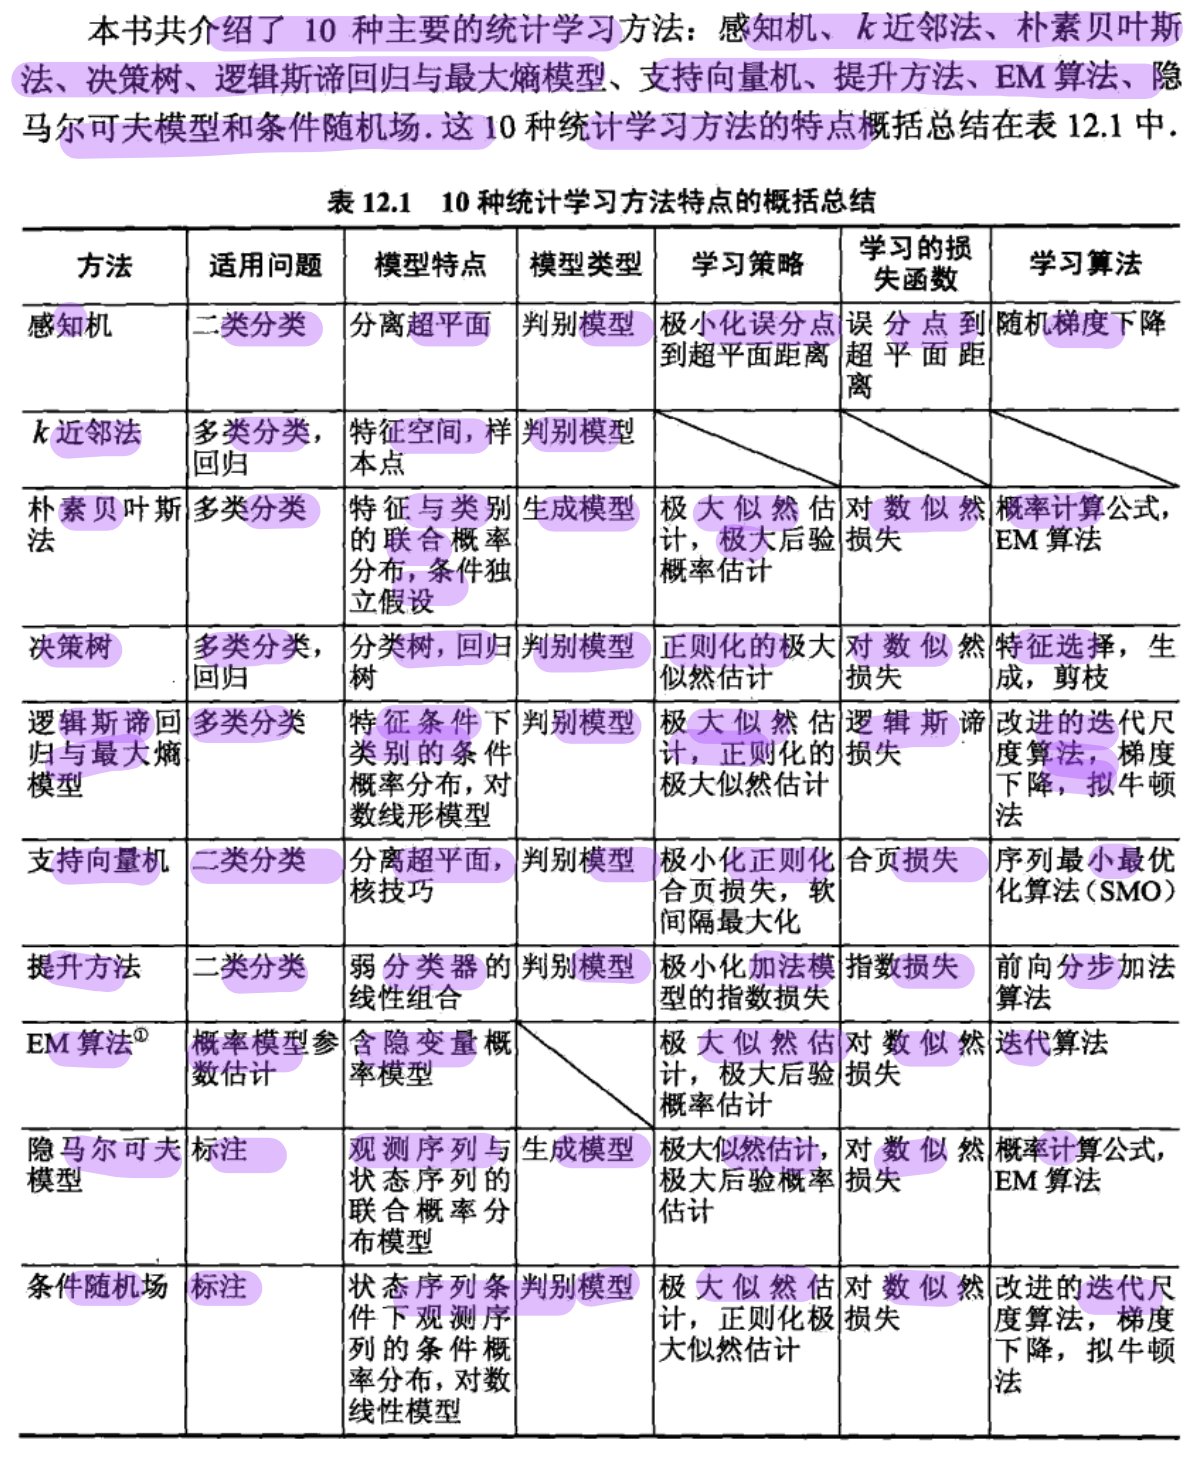 本书共介绍了 10 种主要的统计学习方法：感知机、k 近邻法、朴素贝叶斯
法、决策树、逻辑斯谛回归与最大熵模型、支持向量机、提升方法、EM 算法、隐
马尔可夫模型和条件随机场．这 10 种统计学习方法的特点概括总结在表 12.1 中．
表 12.1 10 种统计学习方法特点的概括总结
方法 适用问题 模型特点 模型类型 学习策略 学习的损
失函数 学习算法
感知机 二类分类 分离超平面 判别模型 极小化误分点 误分点到 随机梯度下降
到超平面距离 超平面距
离
k 近邻法 多类分类， 特征空间，样 判别模型
回归 本点
朴素贝叶斯 多类分类 特征与类别 生成模型 极大似然估 对数似然 概率计算公式，
法 的联合概率 计，极大后验 损失 EM 算法
分布，条件独 概率估计
立假设
决策树 多类分类， 分类树，回归 判别模型 正则化的极大 对数似然 特征选择，生
回归 树 似然估计 损失 成，剪枝
逻辑斯谛回 多类分类 特征条件下 判别模型 极大似然估 逻辑斯谛 改进的迭代尺
归与最大熵 类别的条件 计，正则化的 损失 度算法，梯度
模型 概率分布，对 极大似然估计 下降，拟牛顿
数线形模型 法
支持向量机 二类分类 分离超平面， 判别模型 极小化正则化 合页损失 序列最小最优
核技巧 合页损失，软 化算法（SMO）
间隔最大化
提升方法 二类分类 弱分类器的 判别模型 极小化加法模 指数损失 前向分步加法
线性组合 型的指数损失 算法
EM 算法① 概率模型参 含隐变量概 极大似然估 对数似然 迭代算法
数估计 率模型 计，极大后验 损失
概率估计
隐马尔可夫 标注 观测序列与 生成模型 极大似然估计， 对数似然 概率计算公式，
模型 状态序列的 极大后验概率 损失 EM 算法
联合概率分 估计
布模型
条件随机场 标注 状态序列条 判别模型 极大似然估 对数似然 改进的迭代尺
件下观测序 计，正则化极 损失 度算法，梯度
列的条件概 大似然估计 下降，拟牛顿
率分布，对数 法
线性模型